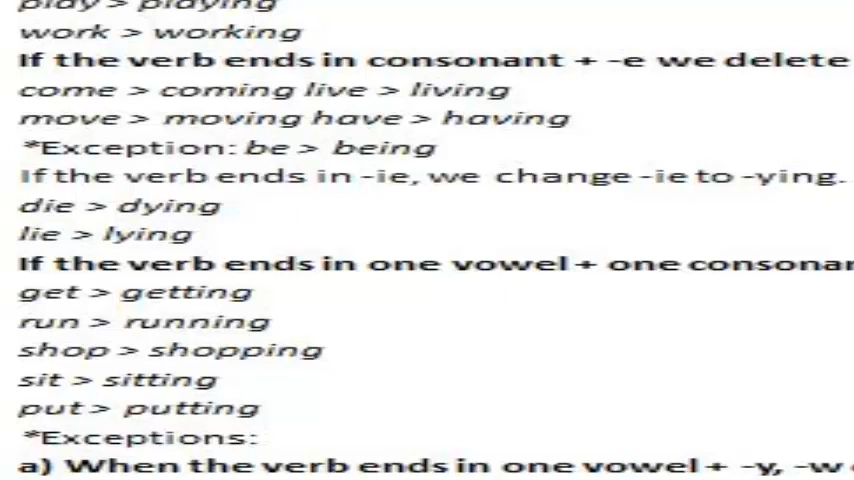 play > playing
work > working
If the verb ends in consonant + -e we delete
come > coming live > living
move > moving have > having
*Exception: be > being
If the verb ends in -ie, we change -ie to -ying.
die > dying
lie > lying
If the verb ends in one vowel + one consonan
get > getting
run > running
shop > shopping
sit > sitting
put > putting
*Exceptions:
a) When the verb ends in one vowel + -y, -w